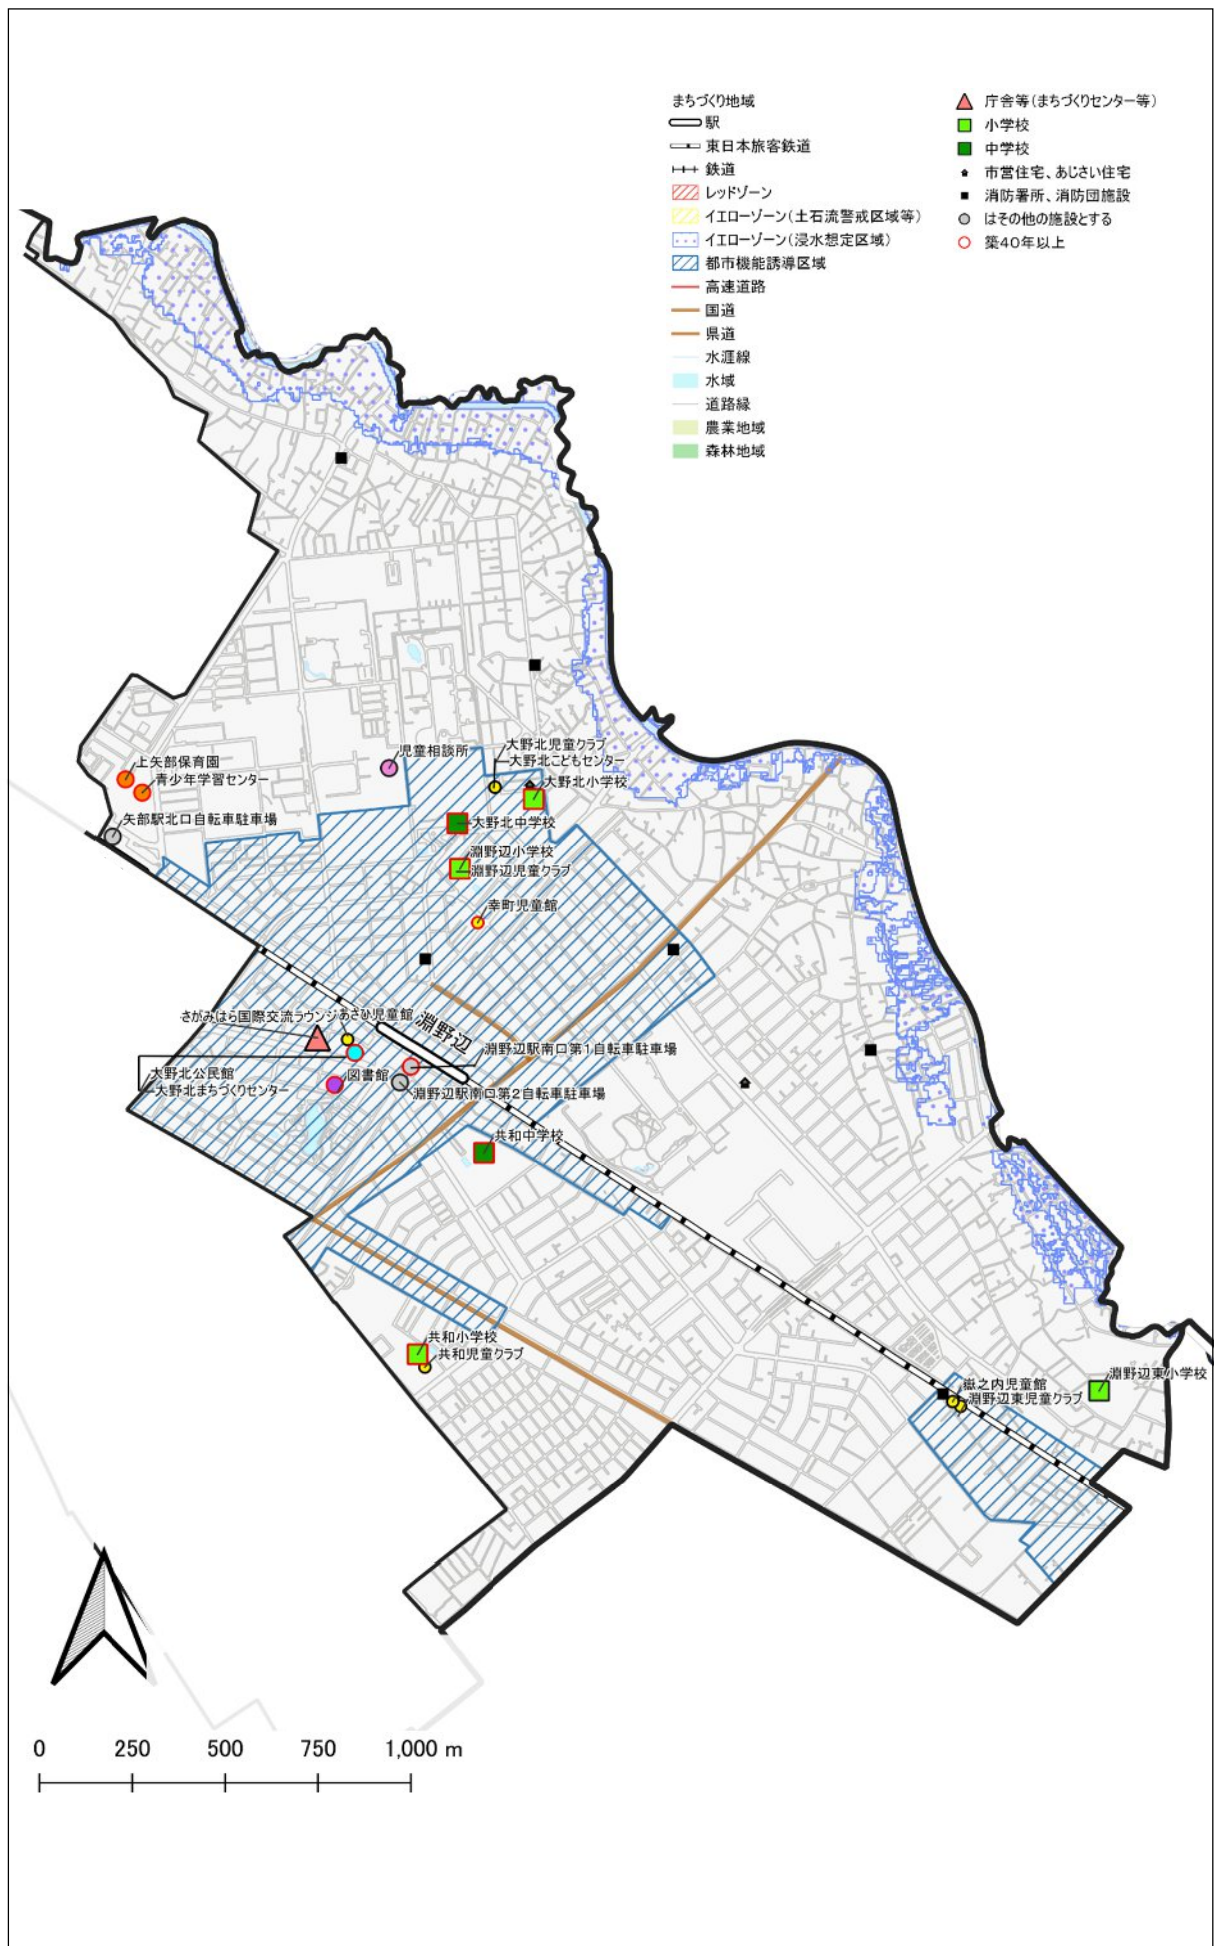 まちづくり地域
駅
東日本旅客鉄道
鉄道
レッドゾーン
イエローゾーン(土石流警戒区域等)
イエローゾーン(浸水想定区域)
都市機能誘導区域
高速道路
国道
県道
水涯線
水域
道路縁
農業地域
森林地域
庁舎等(まちづくりセンター等)
小学校
中学校
市営住宅、あじさい住宅
消防署所、消防団施設
はその他の施設とする
築40年以上
大野北児童クラブ
大野北こどもセンター
児童相談所
上矢部保育園
青少年学習センター
大野北小学校
矢部駅北口自転車駐車場
大野北中学校
淵野辺小学校
淵野辺児童クラブ
幸町児童館
さがみはら国際交流ラウンジ
あさひ児童館
淵野辺
淵野辺駅南口第1自転車駐車場
大野北公民館
図書館
大野北まちづくりセンター
淵野辺駅南口第2自転車駐車場
共和中学校
共和小学校
共和児童クラブ
淵野辺東小学校
嶽之内児童館
淵野辺東児童クラブ
0 250 500 750 1,000 m